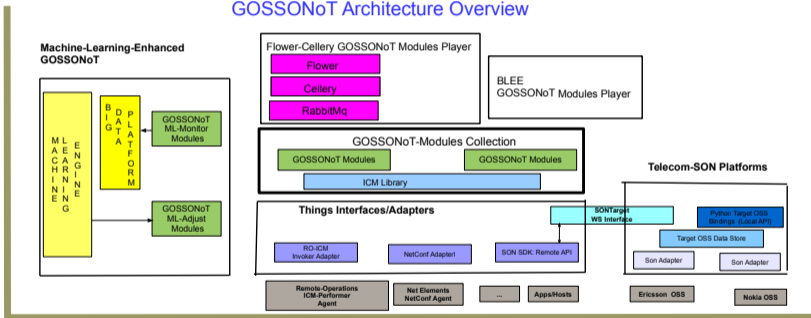 GOSSONoT Architecture Overview
Machine-Learning-Enhanced
GOSSONoT
MACHINE
LEARNING
ENGINE
BIG
DATA
PLATFORM
GOSSONoT
ML-Monitor
Modules
GOSSONoT
ML-Adjust
Modules
Flower-Cellery GOSSONoT Modules Player
Flower
Cellery
RabbitMq
BLEE
GOSSONoT Modules Player
GOSSONoT-Modules Collection
GOSSONoT Modules
GOSSONoT Modules
ICM Library
Things Interfaces/Adapters
RO-ICM
Invoker Adapter
NetConf Adapterl
SON SDK: Remote API
SONTarget
WS Interface
Telecom-SON Platforms
Python Target OSS
Bindings (Local API)
Target OSS Data Store
Son Adapter
Son Adapter
Remote-Operations
ICM-Performer
Agent
Net Elements
NetConf Agent
...
Apps/Hosts
Ericsson OSS
Nokia OSS